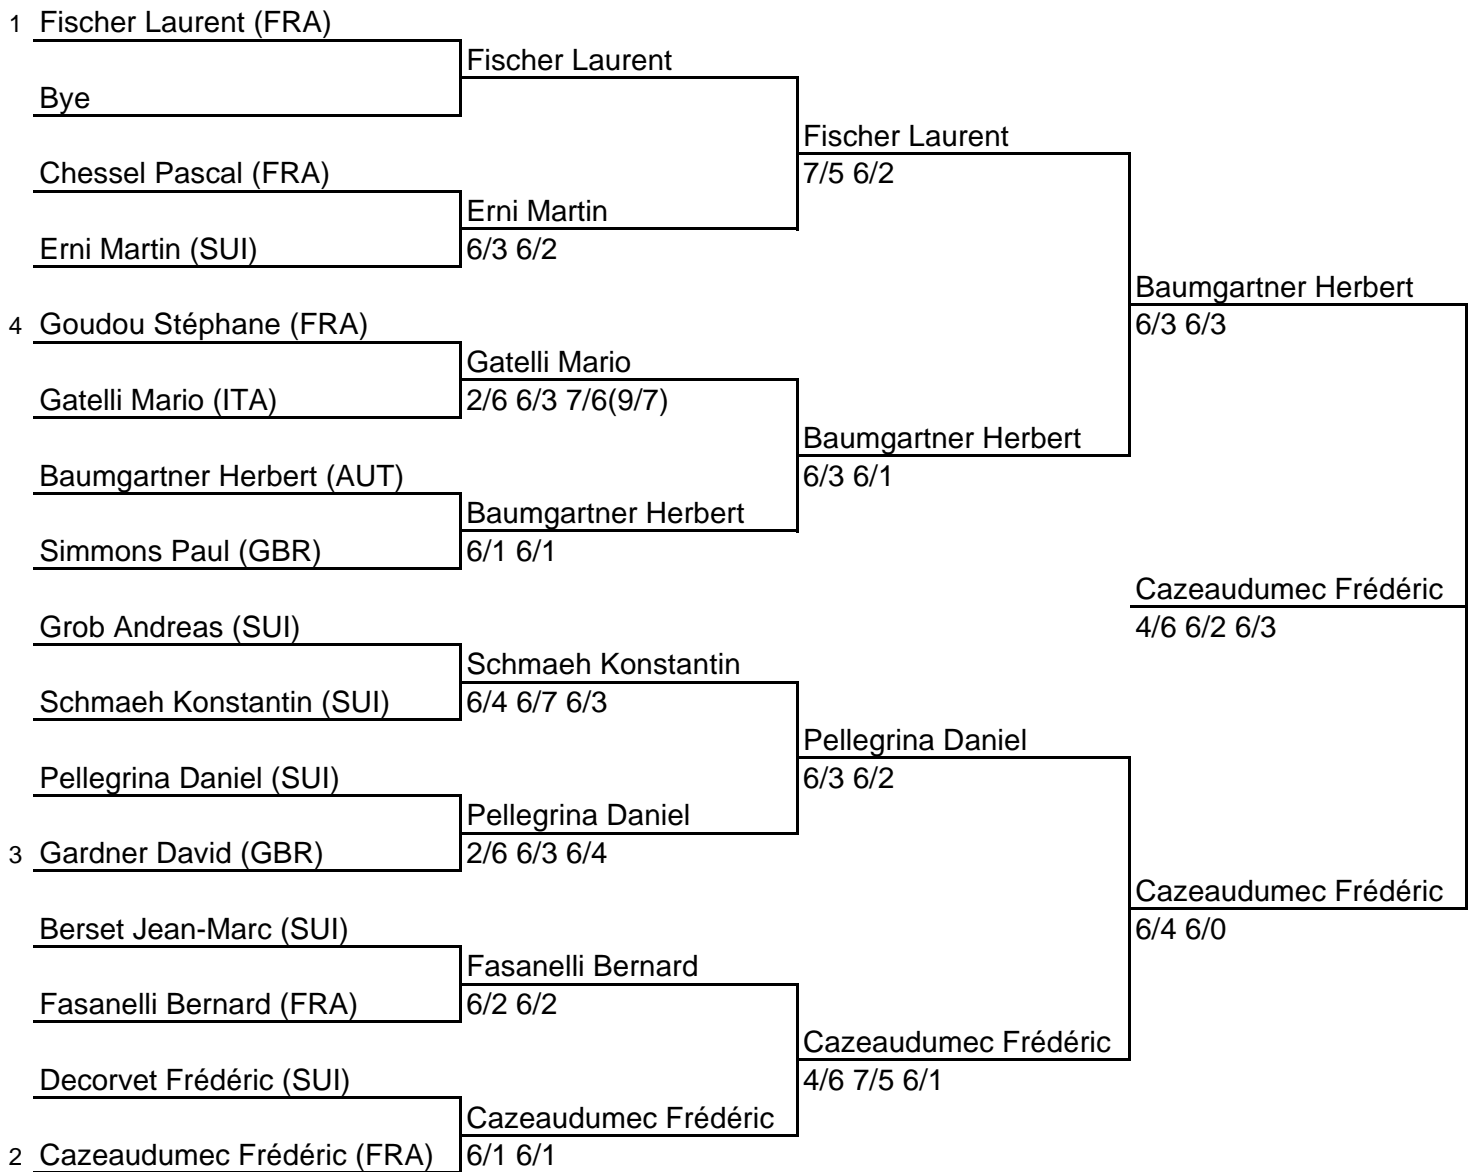 1 Fischer Laurent (FRA)
Fischer Laurent
Bye
Fischer Laurent
Chessel Pascal (FRA)
7/5 6/2
Erni Martin
Erni Martin (SUI)
6/3 6/2
Baumgartner Herbert
4 Goudou Stéphane (FRA)
6/3 6/3
Gatelli Mario
Gatelli Mario (ITA)
2/6 6/3 7/6(9/7)
Baumgartner Herbert
Baumgartner Herbert (AUT)
6/3 6/1
Baumgartner Herbert
Simmons Paul (GBR)
6/1 6/1
Cazeaudumec Frédéric
Grob Andreas (SUI)
4/6 6/2 6/3
Schmaeh Konstantin
Schmaeh Konstantin (SUI)
6/4 6/7 6/3
Pellegrina Daniel
Pellegrina Daniel (SUI)
6/3 6/2
Pellegrina Daniel
3 Gardner David (GBR)
2/6 6/3 6/4
Cazeaudumec Frédéric
Berset Jean-Marc (SUI)
6/4 6/0
Fasanelli Bernard
Fasanelli Bernard (FRA)
6/2 6/2
Cazeaudumec Frédéric
Decorvet Frédéric (SUI)
4/6 7/5 6/1
Cazeaudumec Frédéric
2 Cazeaudumec Frédéric (FRA)
6/1 6/1